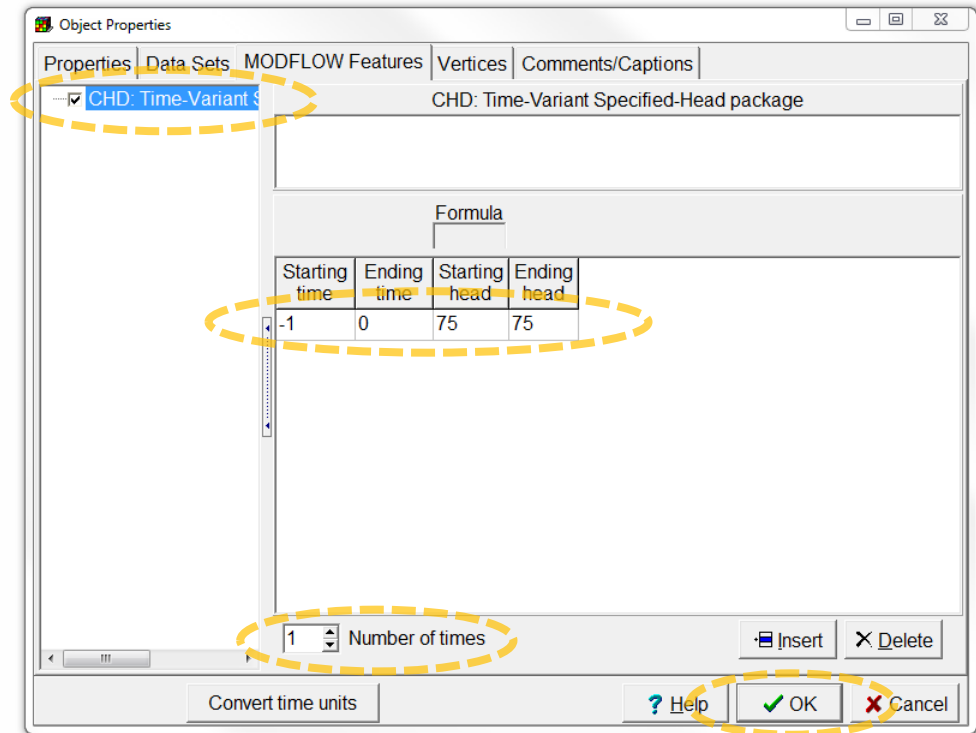 Object Properties
Properties Data Sets MODFLOW Features Vertices Comments/Captions
CHD: Time-Variant S
CHD: Time-Variant Specified-Head package
Formula
Starting time Ending time Starting head Ending head
-1 0 75 75
1 Number of times
Insert Delete
Convert time units Help OK Cancel